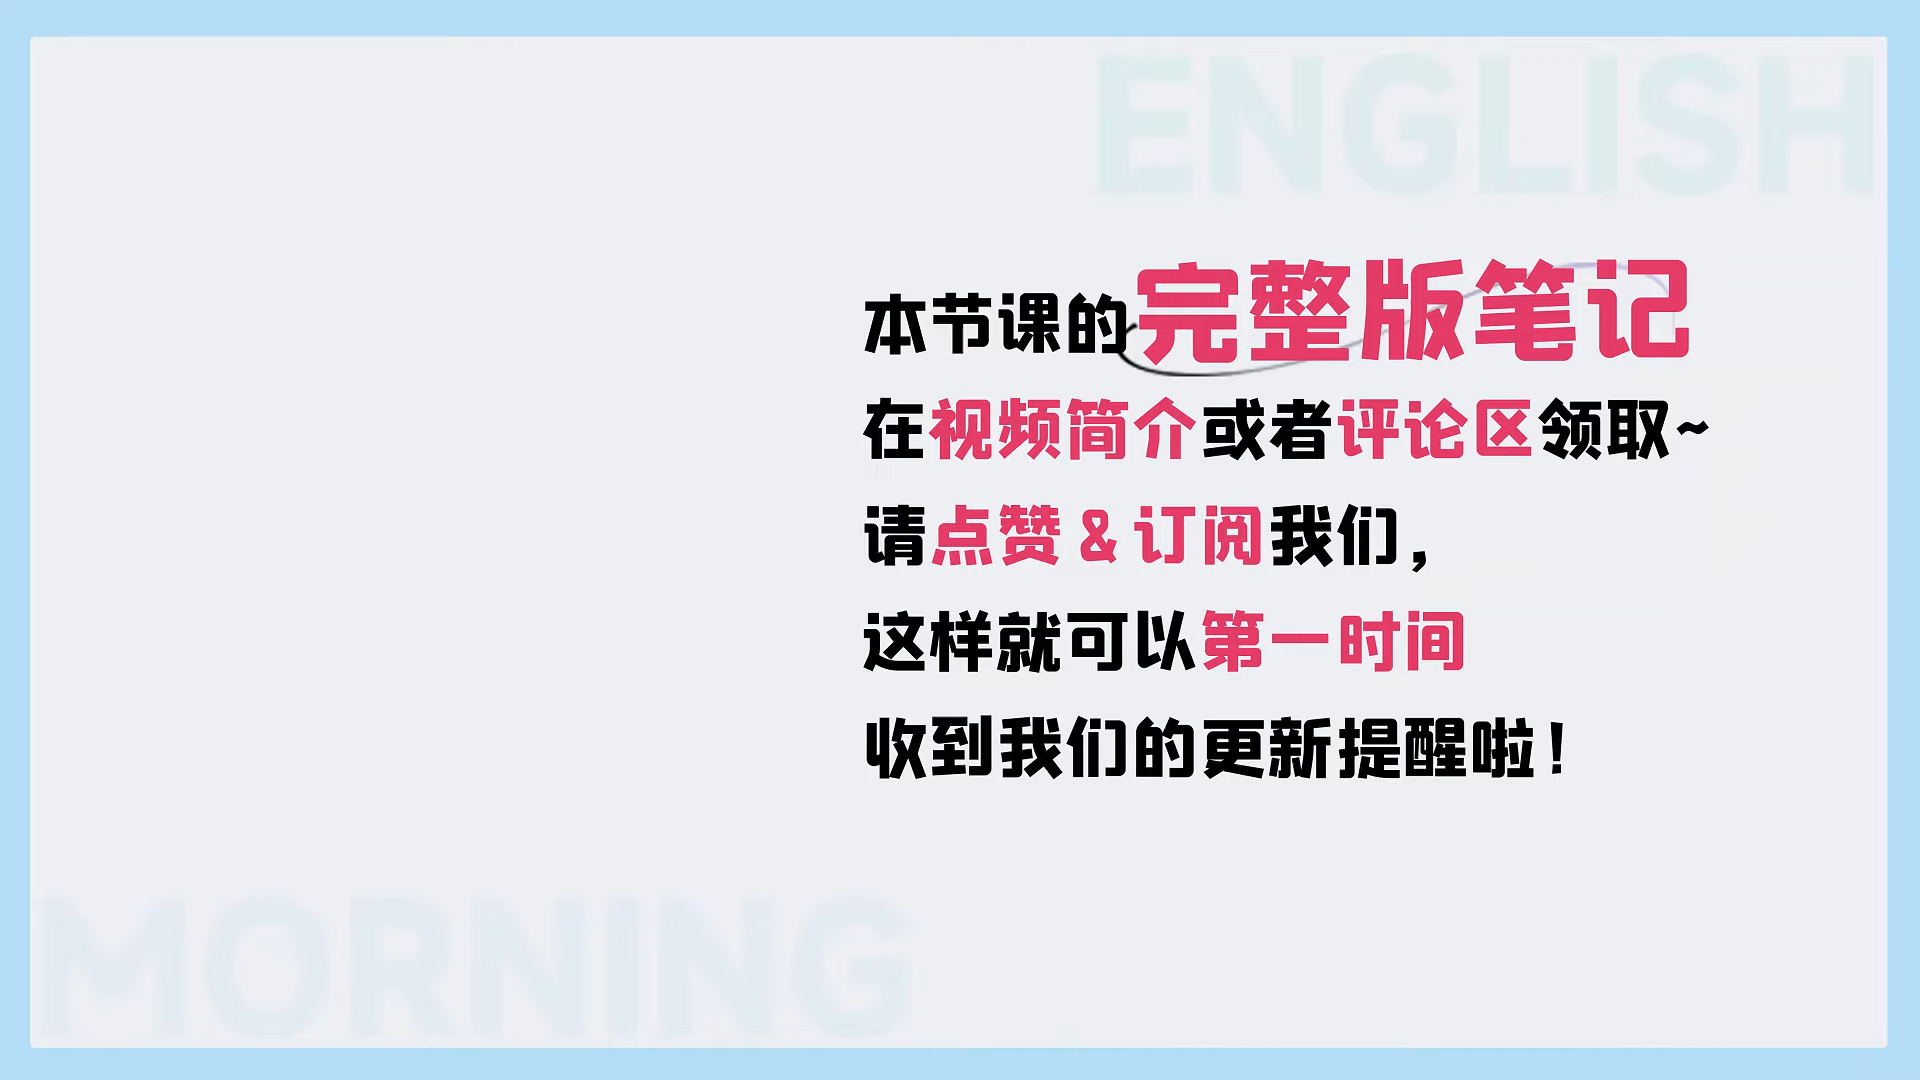 ENGLISH
本节课的完整版笔记
在视频简介或者评论区领取~
请点赞&订阅我们，
这样就可以第一时间
收到我们的更新提醒啦！
MORNING